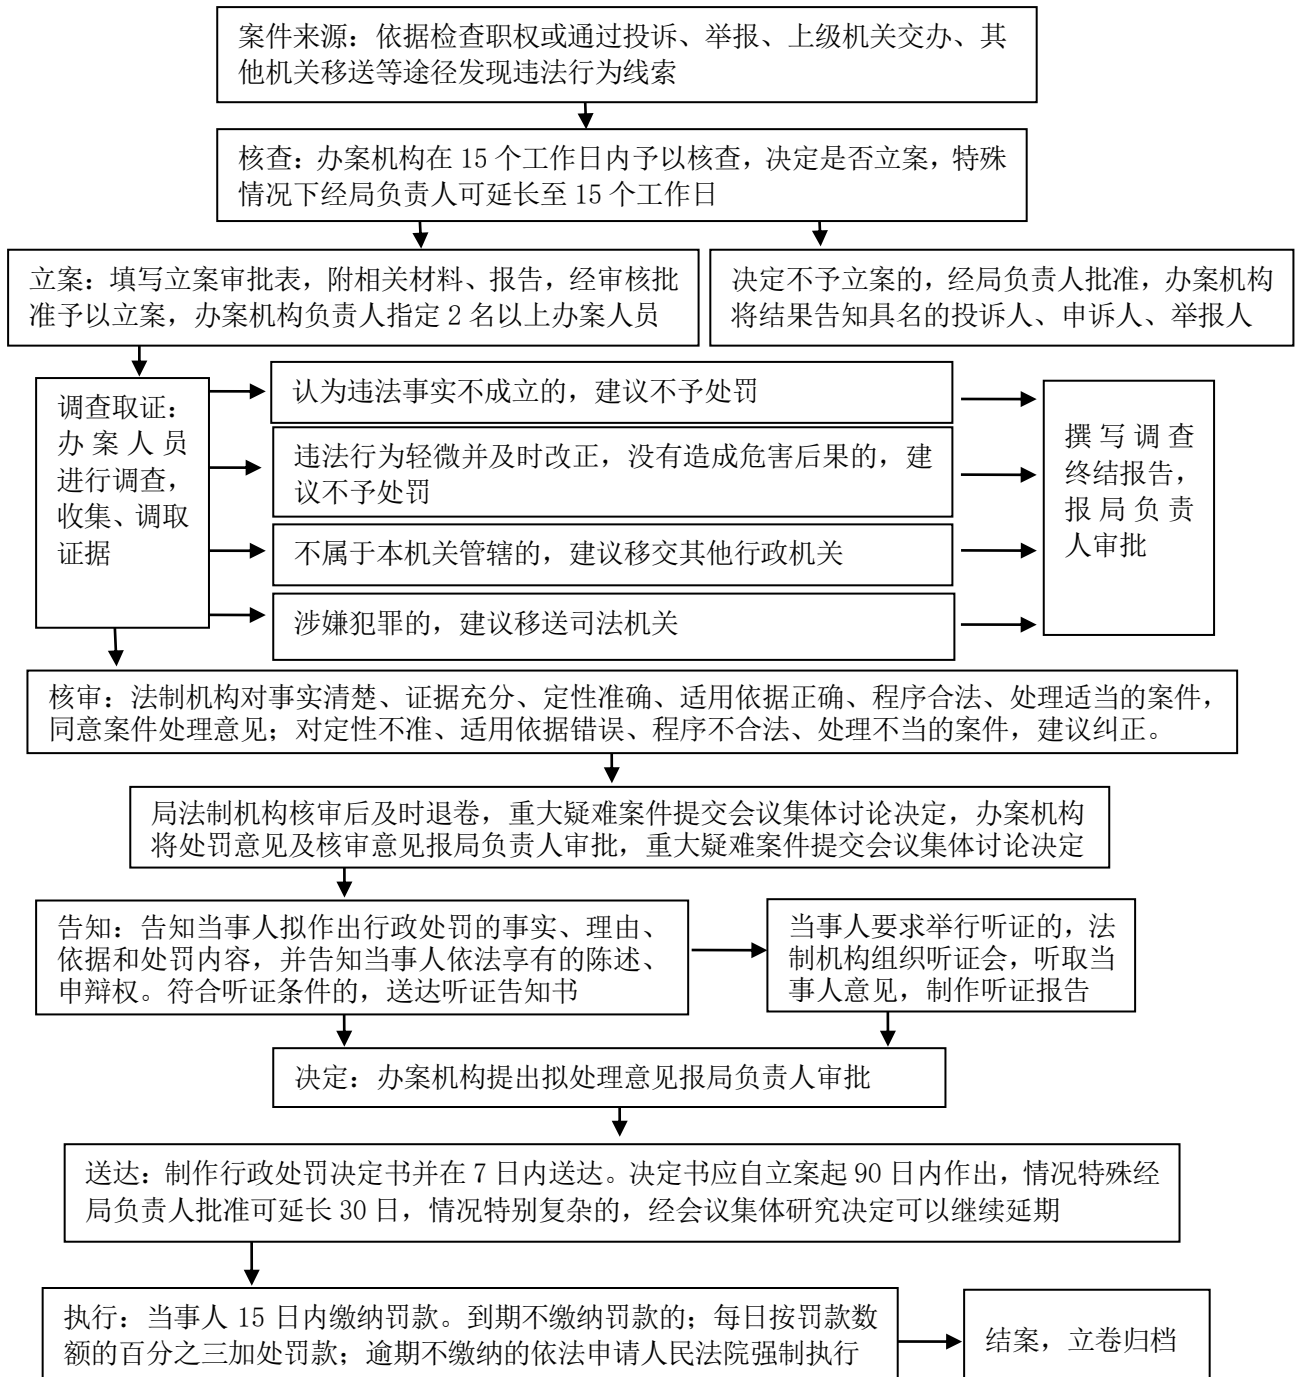 案件来源：依据检查职权或通过投诉、举报、上级机关交办、其
他机关移送等途径发现违法行为线索
核查：办案机构在 15 个工作日内予以核查，决定是否立案，特殊
情况下经局负责人可延长至 15 个工作日
立案：填写立案审批表，附相关材料、报告，经审核批
准予以立案，办案机构负责人指定 2 名以上办案人员
决定不予立案的，经局负责人批准，办案机构
将结果告知具名的投诉人、申诉人、举报人
调查取证：
办案人员
进行调查，
收集、调取
证据
认为违法事实不成立的，建议不予处罚
违法行为轻微并及时改正，没有造成危害后果的，建
议不予处罚
不属于本机关管辖的，建议移交其他行政机关
涉嫌犯罪的，建议移送司法机关
撰写调查
终结报告，
报局负责
人审批
核审：法制机构对事实清楚、证据充分、定性准确、适用依据正确、程序合法、处理适当的案件，
同意案件处理意见；对定性不准、适用依据错误、程序不合法、处理不当的案件，建议纠正。
局法制机构核审后及时退卷，重大疑难案件提交会议集体讨论决定，办案机构
将处罚意见及核审意见报局负责人审批，重大疑难案件提交会议集体讨论决定
告知：告知当事人拟作出行政处罚的事实、理由、
依据和处罚内容，并告知当事人依法享有的陈述、
申辩权。符合听证条件的，送达听证告知书
当事人要求举行听证的，法
制机构组织听证会，听取当
事人意见，制作听证报告
决定：办案机构提出拟处理意见报局负责人审批
送达：制作行政处罚决定书并在 7 日内送达。决定书应自立案起 90 日内作出，情况特殊经
局负责人批准可延长 30 日，情况特别复杂的，经会议集体研究决定可以继续延期
执行：当事人 15 日内缴纳罚款。到期不缴纳罚款的；每日按罚款数
额的百分之三加处罚款；逾期不缴纳的依法申请人民法院强制执行
结案，立卷归档